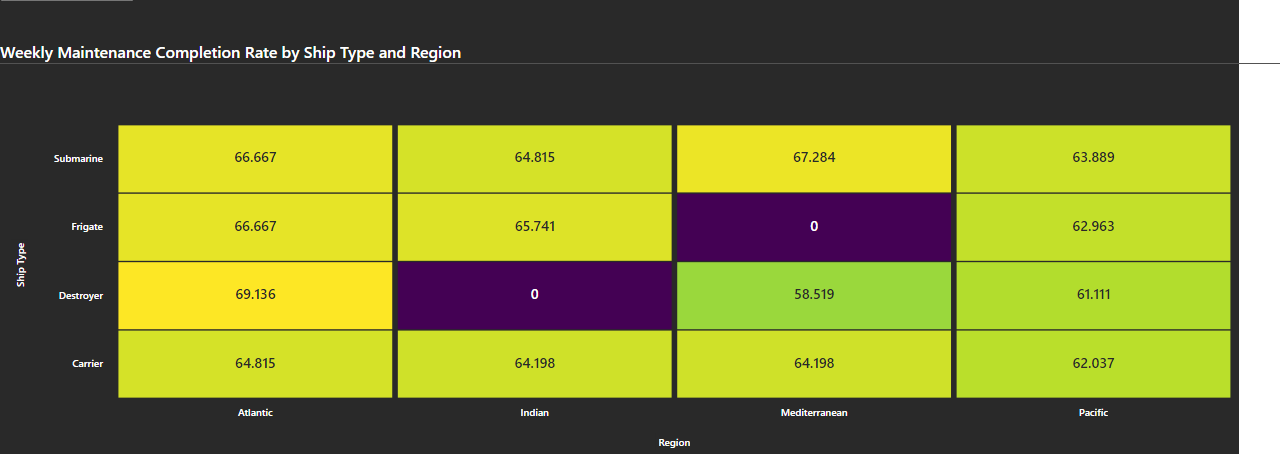 Weekly Maintenance Completion Rate by Ship Type and Region
Ship Type
Submarine 66.667 64.815 67.284 63.889
Frigate 66.667 65.741 0 62.963
Destroyer 69.136 0 58.519 61.111
Carrier 64.815 64.198 64.198 62.037
Atlantic Indian Mediterranean Pacific
Region